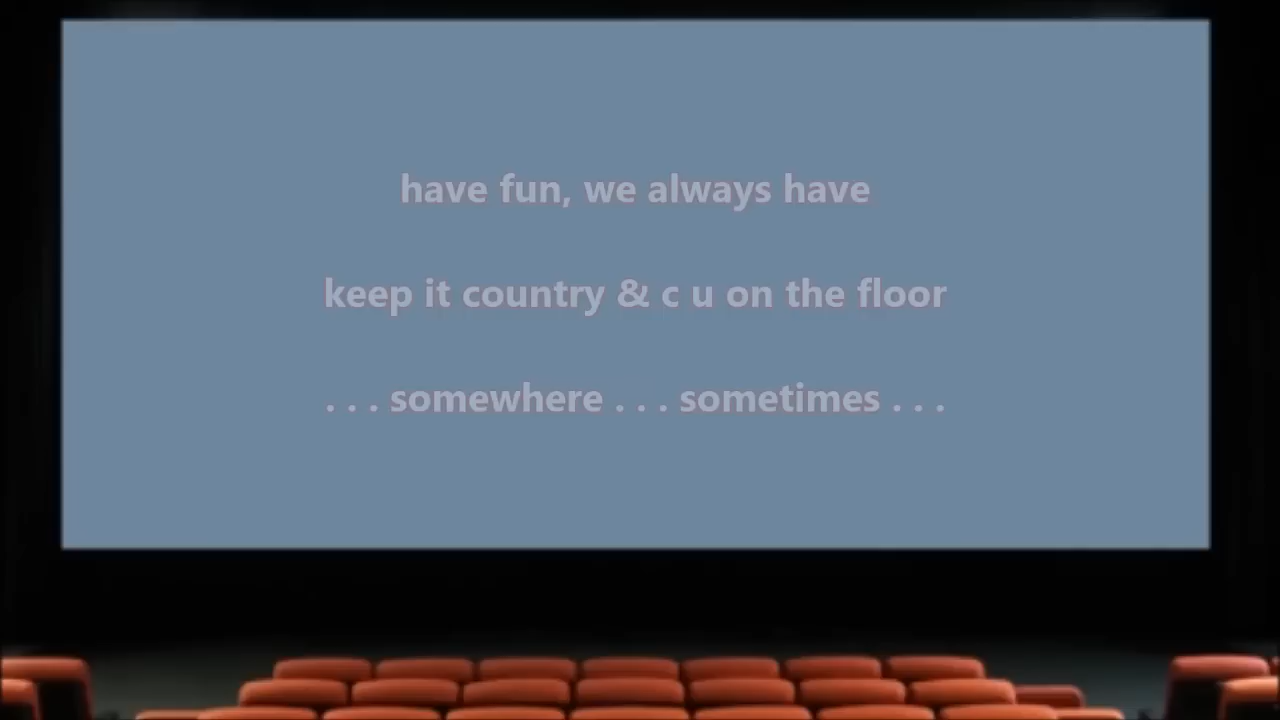 have fun, we always have
keep it country & c u on the floor
. . . somewhere . . . sometimes . . .